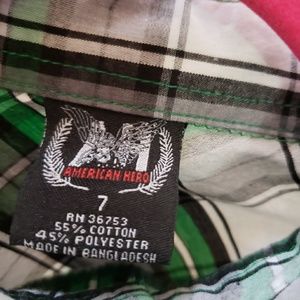 AMERICAN HERO
7
RN 36753
55% COTTON
45% POLYESTER
MADE IN BANGLADESH